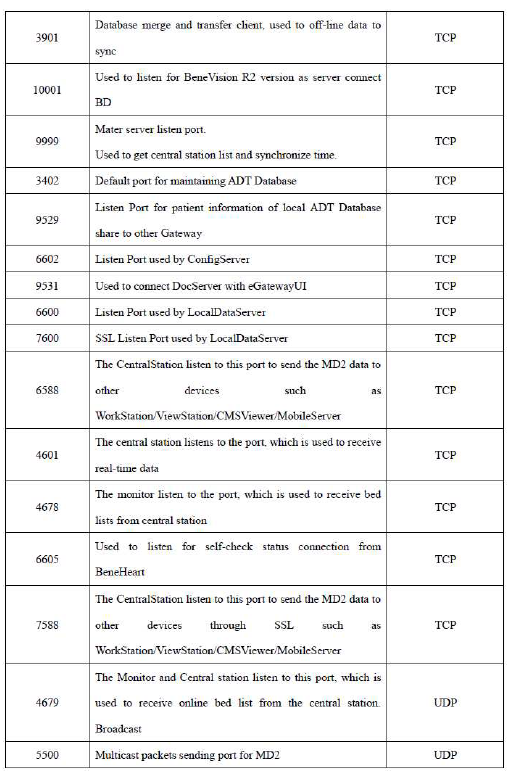 3901
Database merge and transfer client, used to off-line data to
sync
TCP
10001
Used to listen for BeneVision R2 version as server connect
BD
TCP
9999
Mater server listen port.
Used to get central station list and synchronize time.
TCP
3402
Default port for maintaining ADT Database
TCP
9529
Listen Port for patient information of local ADT Database
share to other Gateway
TCP
6602
Listen Port used by ConfigServer
TCP
9531
Used to connect DocServer with eGatewayUI
TCP
6600
Listen Port used by LocalDataServer
TCP
7600
SSL Listen Port used by LocalDataServer
TCP
6588
The CentralStation listen to this port to send the MD2 data to
other devices such as
WorkStation/ViewStation/CMSViewer/MobileServer
TCP
4601
The central station listens to the port, which is used to receive
real-time data
TCP
4678
The monitor listen to the port, which is used to receive bed
lists from central station
TCP
6605
Used to listen for self-check status connection from
BeneHeart
TCP
7588
The CentralStation listen to this port to send the MD2 data to
other devices through SSL such as
WorkStation/ViewStation/CMSViewer/MobileServer
TCP
4679
The Monitor and Central station listen to this port, which is
used to receive online bed list from the central station.
Broadcast
UDP
5500
Multicast packets sending port for MD2
UDP